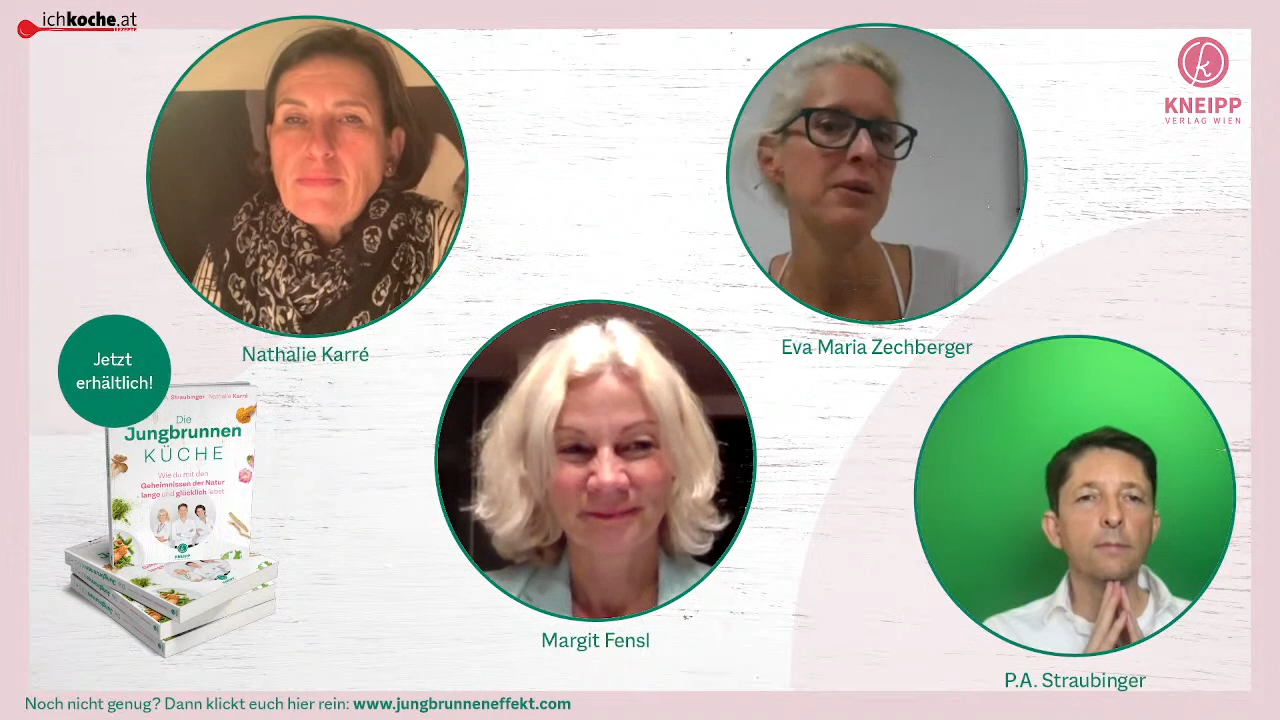 ichkoche.at
KNEIPP
VERLAG WIEN
Nathalie Karré
Eva Maria Zechberger
Jetzt
erhältlich!
Straubinger Nathalie Karré
Die
Jungbrunnen
KÜCHE
Wie du mit den
Geheimnissen der Natur
lange und glücklich lebst
KNEIPP
Margit Fensl
P.A. Straubinger
Noch nicht genug? Dann klickt euch hier rein: www.jungbrunneneffekt.com